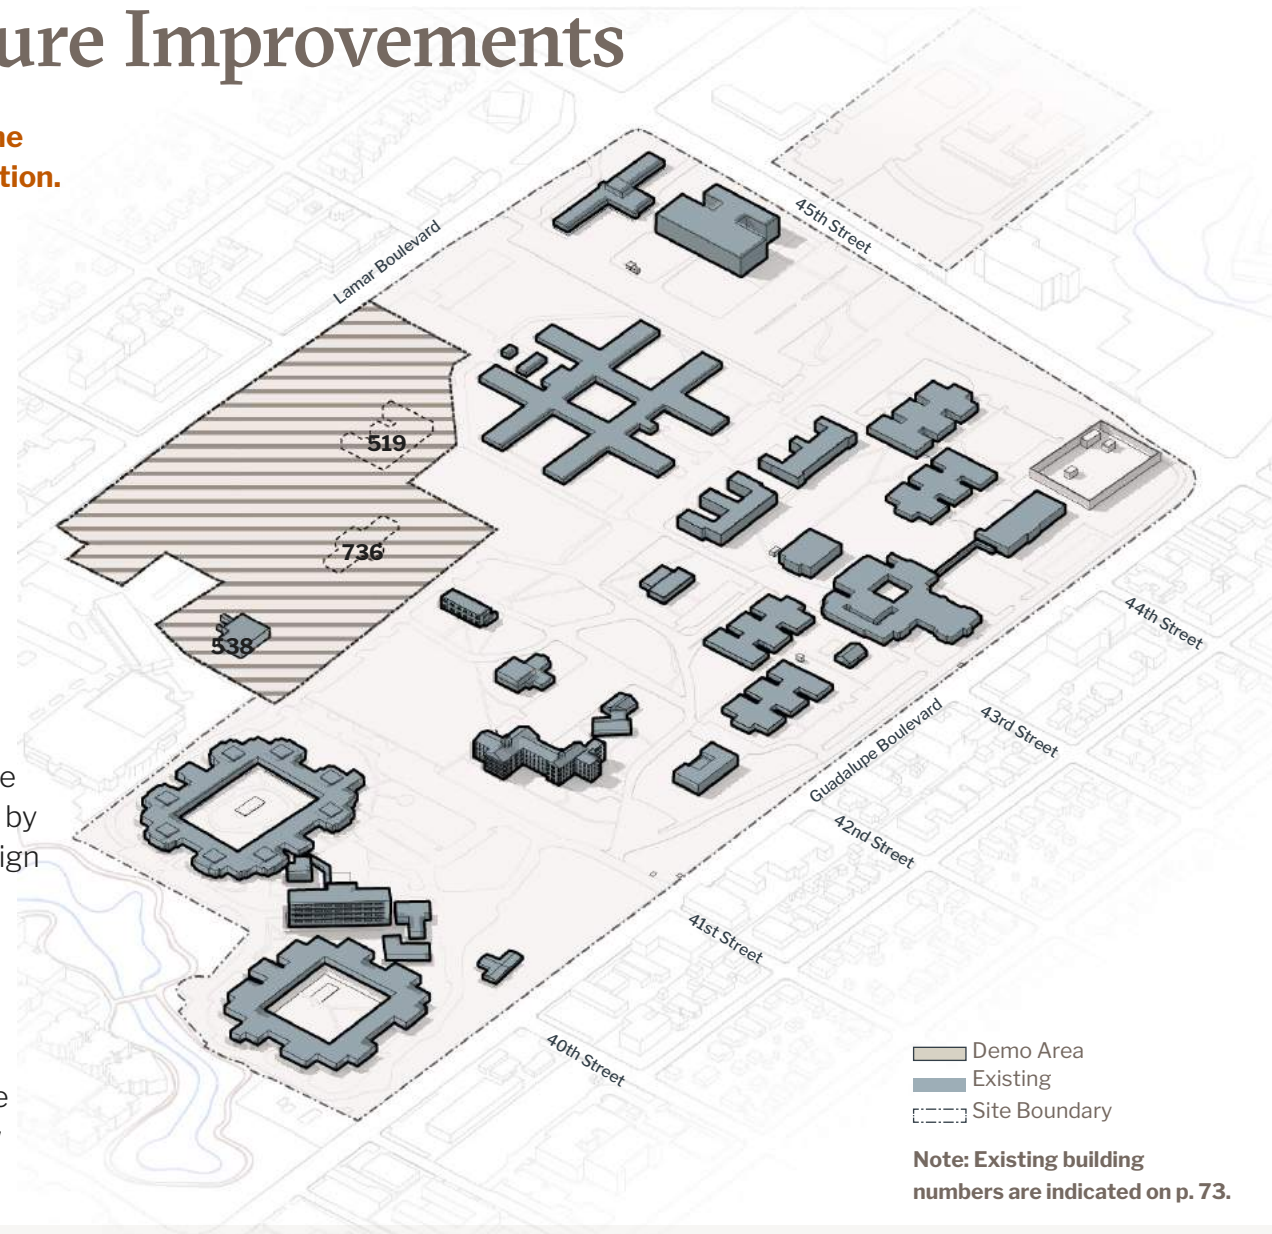 ure Improvements
ne
tion.
45th Street
Lamar Boulevard
519
736
538
44th Street
43rd Street
Guadalupe Boulevard
42nd Street
41st Street
40th Street
e
by
ign
e
Demo Area
Existing
Site Boundary
Note: Existing building
numbers are indicated on p. 73.